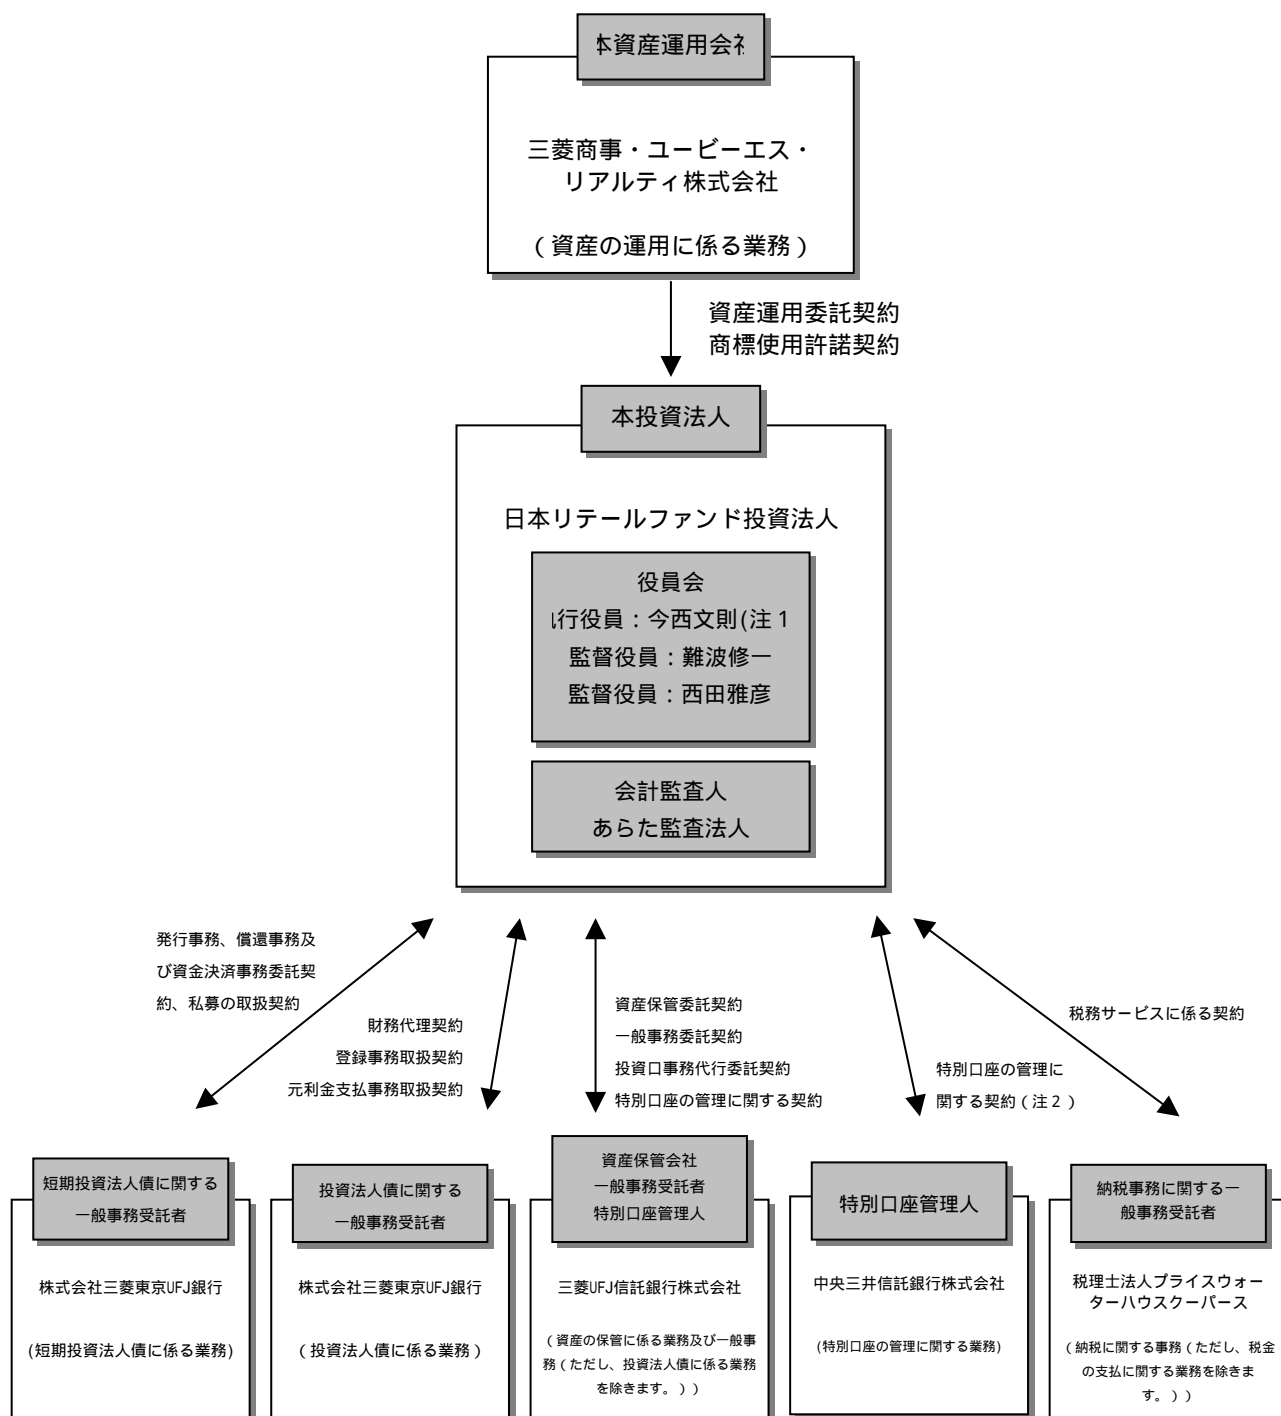 本資産運用会社
三菱商事・ユービーエス・
リアルティ株式会社
（資産の運用に係る業務）
資産運用委託契約
商標使用許諾契約
本投資法人
日本リテールファンド投資法人
役員会
執行役員：今西文則(注１
監督役員：難波修一
監督役員：西田雅彦
会計監査人
あらた監査法人
発行事務、償還事務及
び資金決済事務委託契
約、私募の取扱契約
財務代理契約
登録事務取扱契約
元利金支払事務取扱契約
資産保管委託契約
一般事務委託契約
投資口事務代行委託契約
特別口座の管理に関する契約
特別口座の管理に
関する契約（注２）
税務サービスに係る契約
短期投資法人債に関する
一般事務受託者
株式会社三菱東京UFJ銀行
(短期投資法人債に係る業務)
投資法人債に関する
一般事務受託者
株式会社三菱東京UFJ銀行
（投資法人債に係る業務）
資産保管会社
一般事務受託者
特別口座管理人
三菱UFJ信託銀行株式会社
（資産の保管に係る業務及び一般事
務（ただし、投資法人債に係る業務
を除きます。））
特別口座管理人
中央三井信託銀行株式会社
(特別口座の管理に関する業務)
納税事務に関する一
般事務受託者
税理士法人プライスウォー
ターハウスクーパース
（納税に関する事務（ただし、税金
の支払に関する業務を除きま
す。））